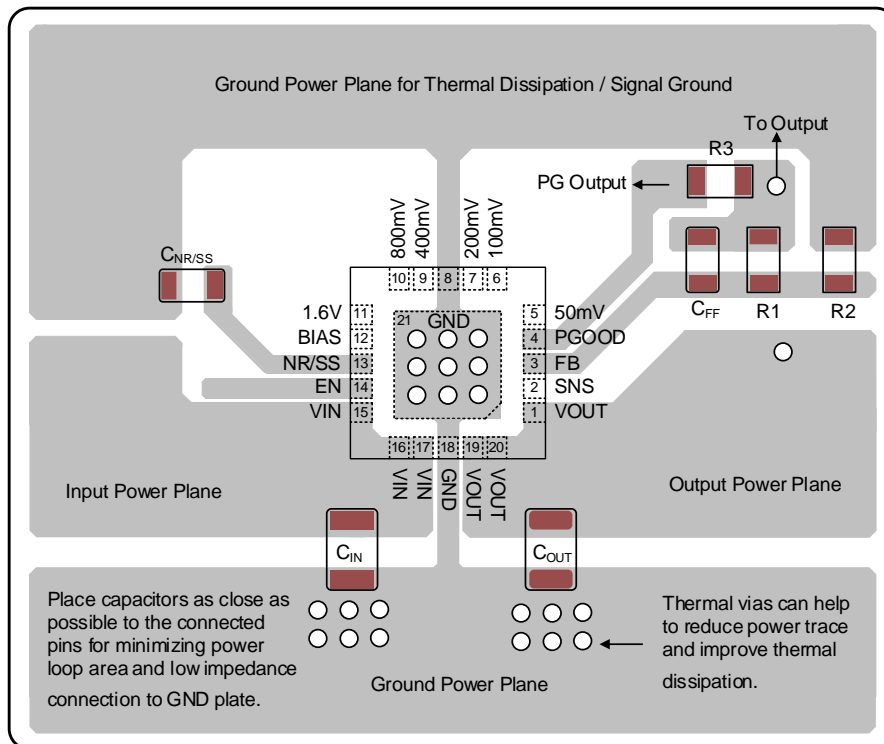 Ground Power Plane for Thermal Dissipation / Signal Ground
To Output
R3
PG Output
800mV
400mV
200mV
100mV
CNR/SS
10
9
8
7
6
1.6V
11
21
GND
5
50mV
BIAS
12
4
PGOOD
NR/SS
13
3
FB
EN
14
2
SNS
VIN
15
1
VOUT
CFF
R1
R2
16
17
18
19
20
VIN
VIN
GND
VOUT
VOUT
Input Power Plane
Output Power Plane
CIN
COUT
Place capacitors as close as
possible to the connected
pins for minimizing power
loop area and low impedance
connection to GND plate.
Thermal vias can help
to reduce power trace
and improve thermal
dissipation.
Ground Power Plane